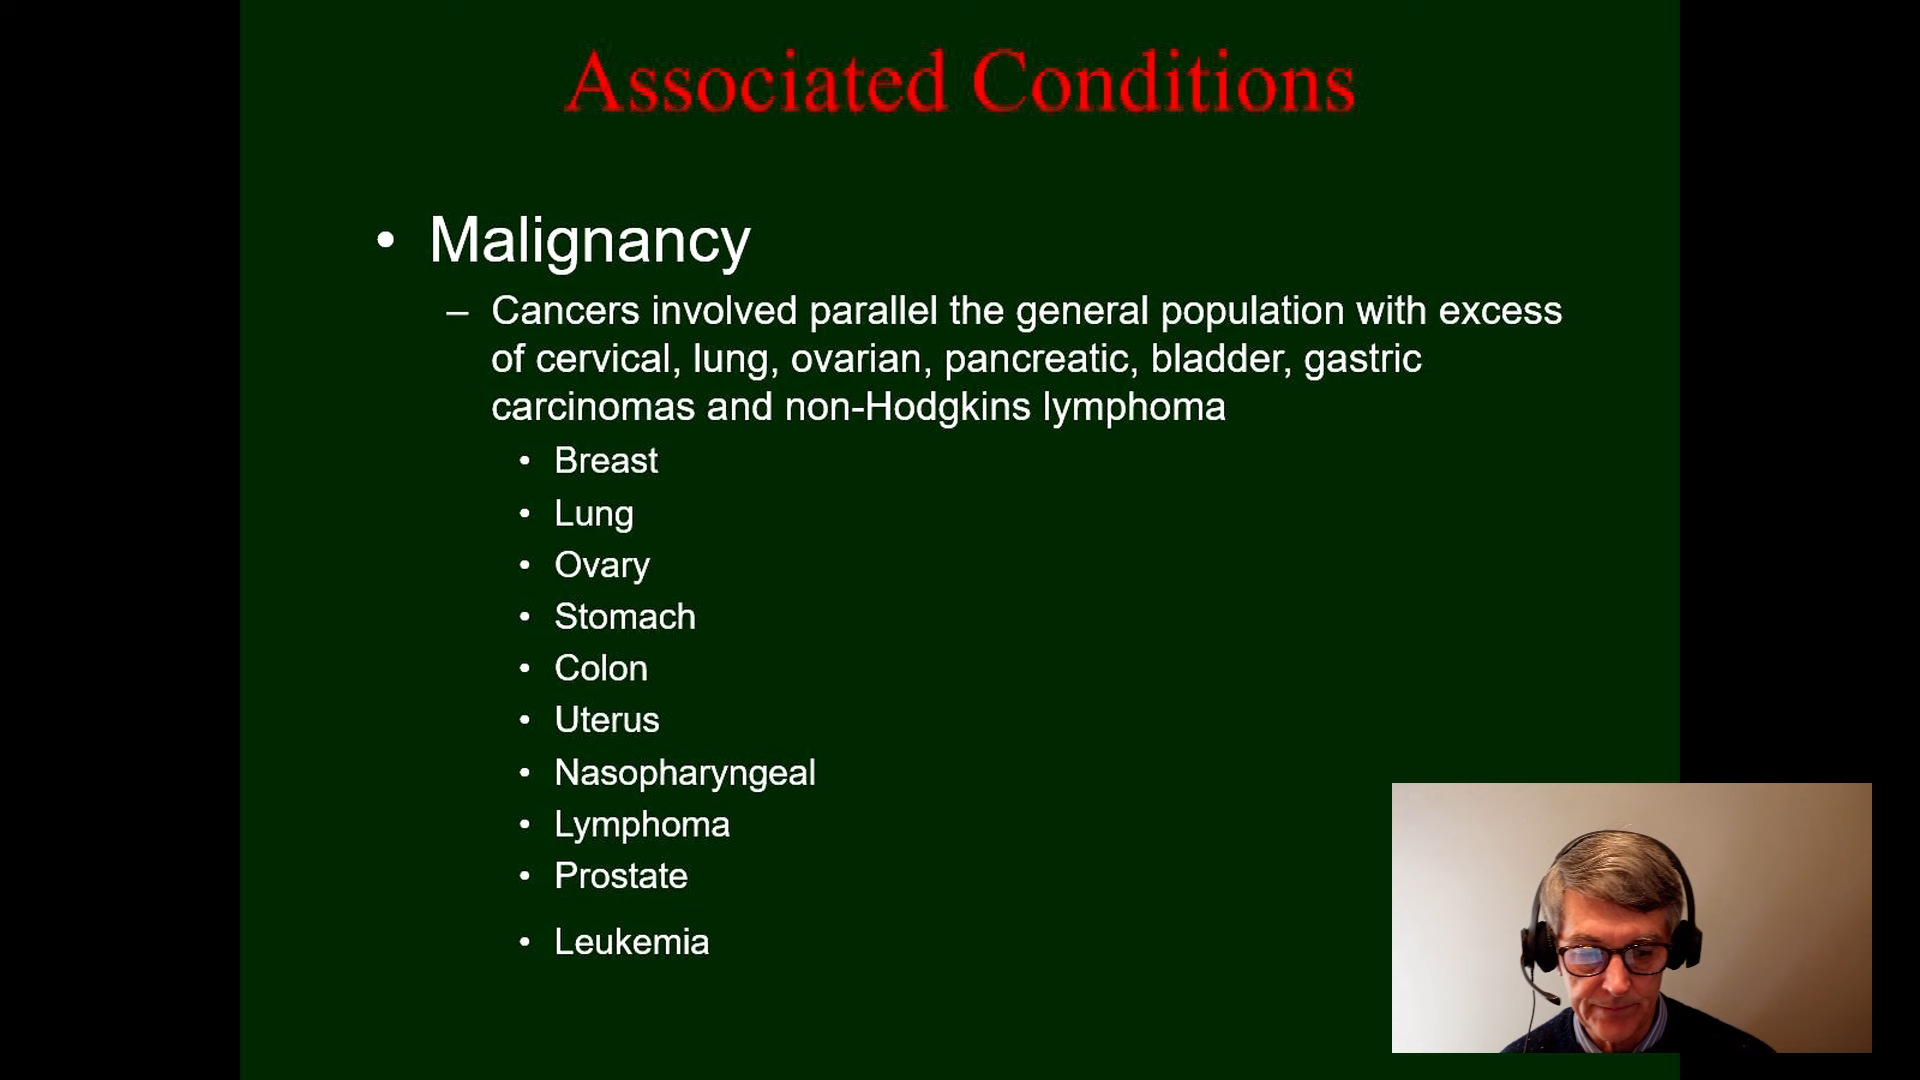 Associated Conditions
• Malignancy
– Cancers involved parallel the general population with excess
of cervical, lung, ovarian, pancreatic, bladder, gastric
carcinomas and non-Hodgkins lymphoma
• Breast
• Lung
• Ovary
• Stomach
• Colon
• Uterus
• Nasopharyngeal
• Lymphoma
• Prostate
• Leukemia